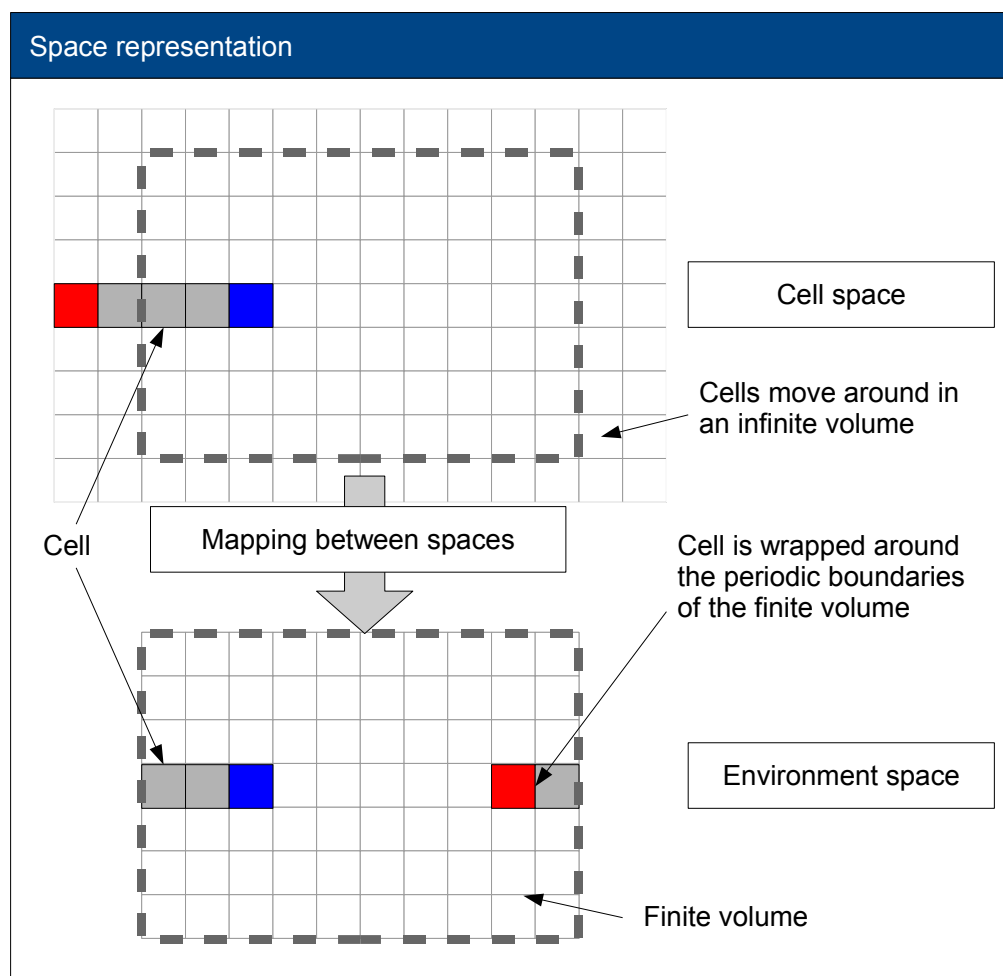 Space representation
Cell space
Cells move around in
an infinite volume
Cell
Mapping between spaces
Cell is wrapped around
the periodic boundaries
of the finite volume
Environment space
Finite volume